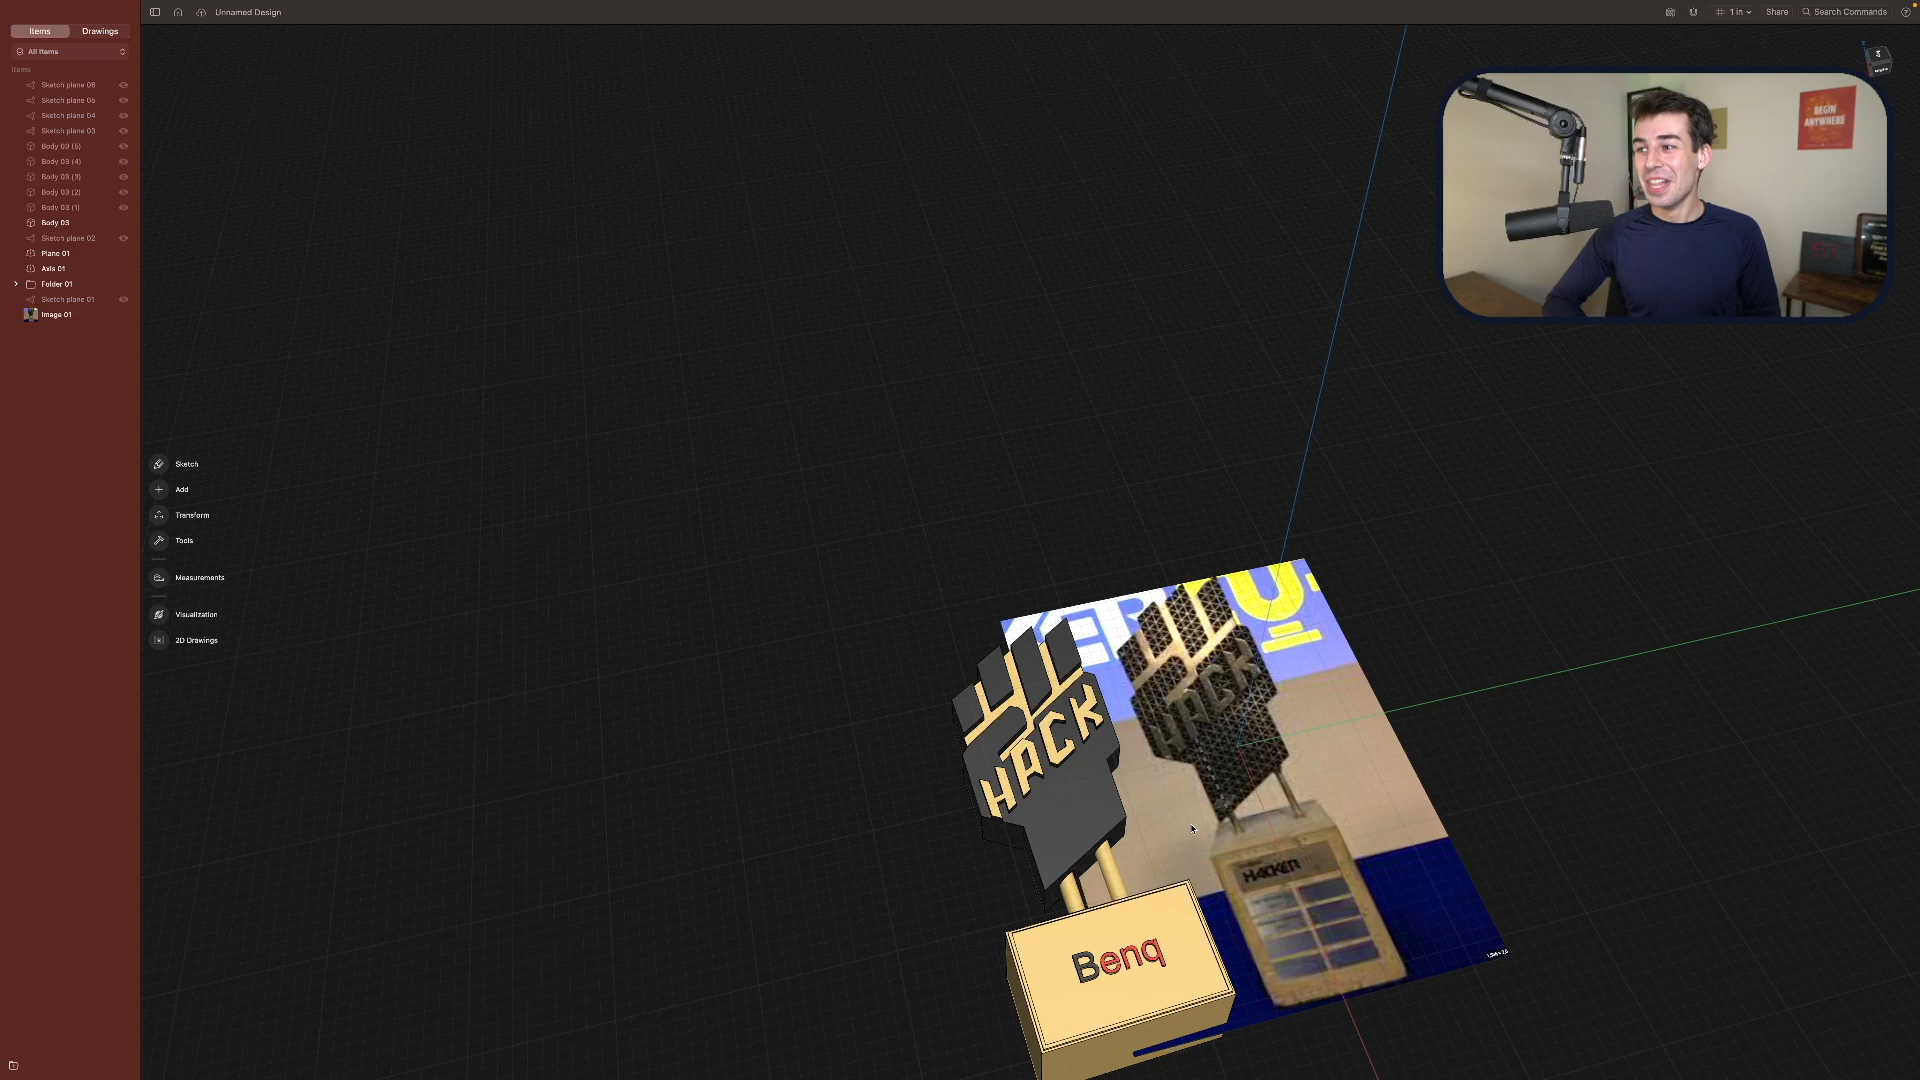 Unnamed Design
1 in
Share
Search Commands
Items
Drawings
All Items
Items
Sketch plane 06
Sketch plane 05
Sketch plane 04
Sketch plane 03
Body 03 (5)
Body 03 (4)
Body 03 (3)
Body 03 (2)
Body 03 (1)
Body 03
Sketch plane 02
Plane 01
Axis 01
Folder 01
Sketch plane 01
Image 01
Sketch
Add
Transform
Tools
Measurements
Visualization
2D Drawings
BEGIN
ANYWHERE
HACK
HACK
HACKER
Benq